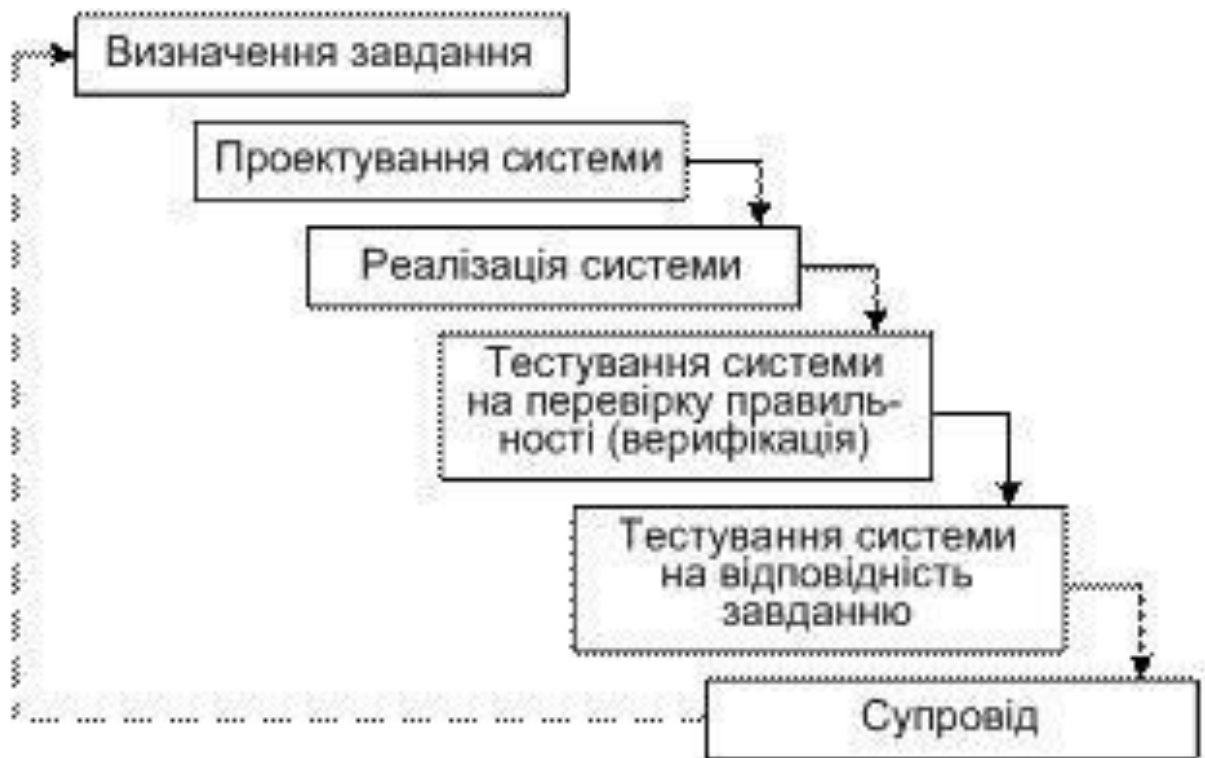 Визначення завдання
Проектування системи
Реалізація системи
Тестування системи
на перевірку правиль-
ності (верифікація)
Тестування системи
на відповідність
завданню
Супровід